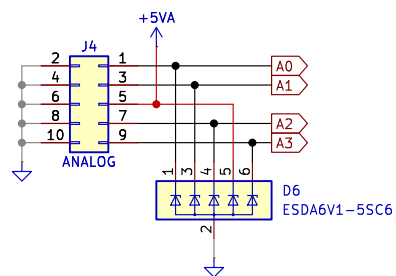 +5VA
J4
2 1 A0
4 3 A1
6 5
8 7 A2
10 9 A3
ANALOG
1 3 4 5 6
D6
ESDA6V1-5SC6
2